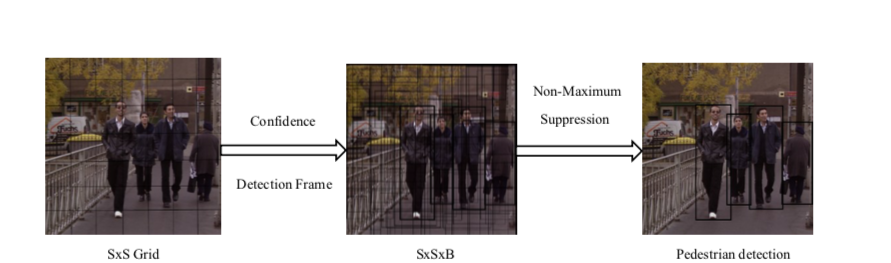 Non-Maximum
Confidence
Suppression
Detection Frame
SxS Grid
SxSxB
Pedestrian detection